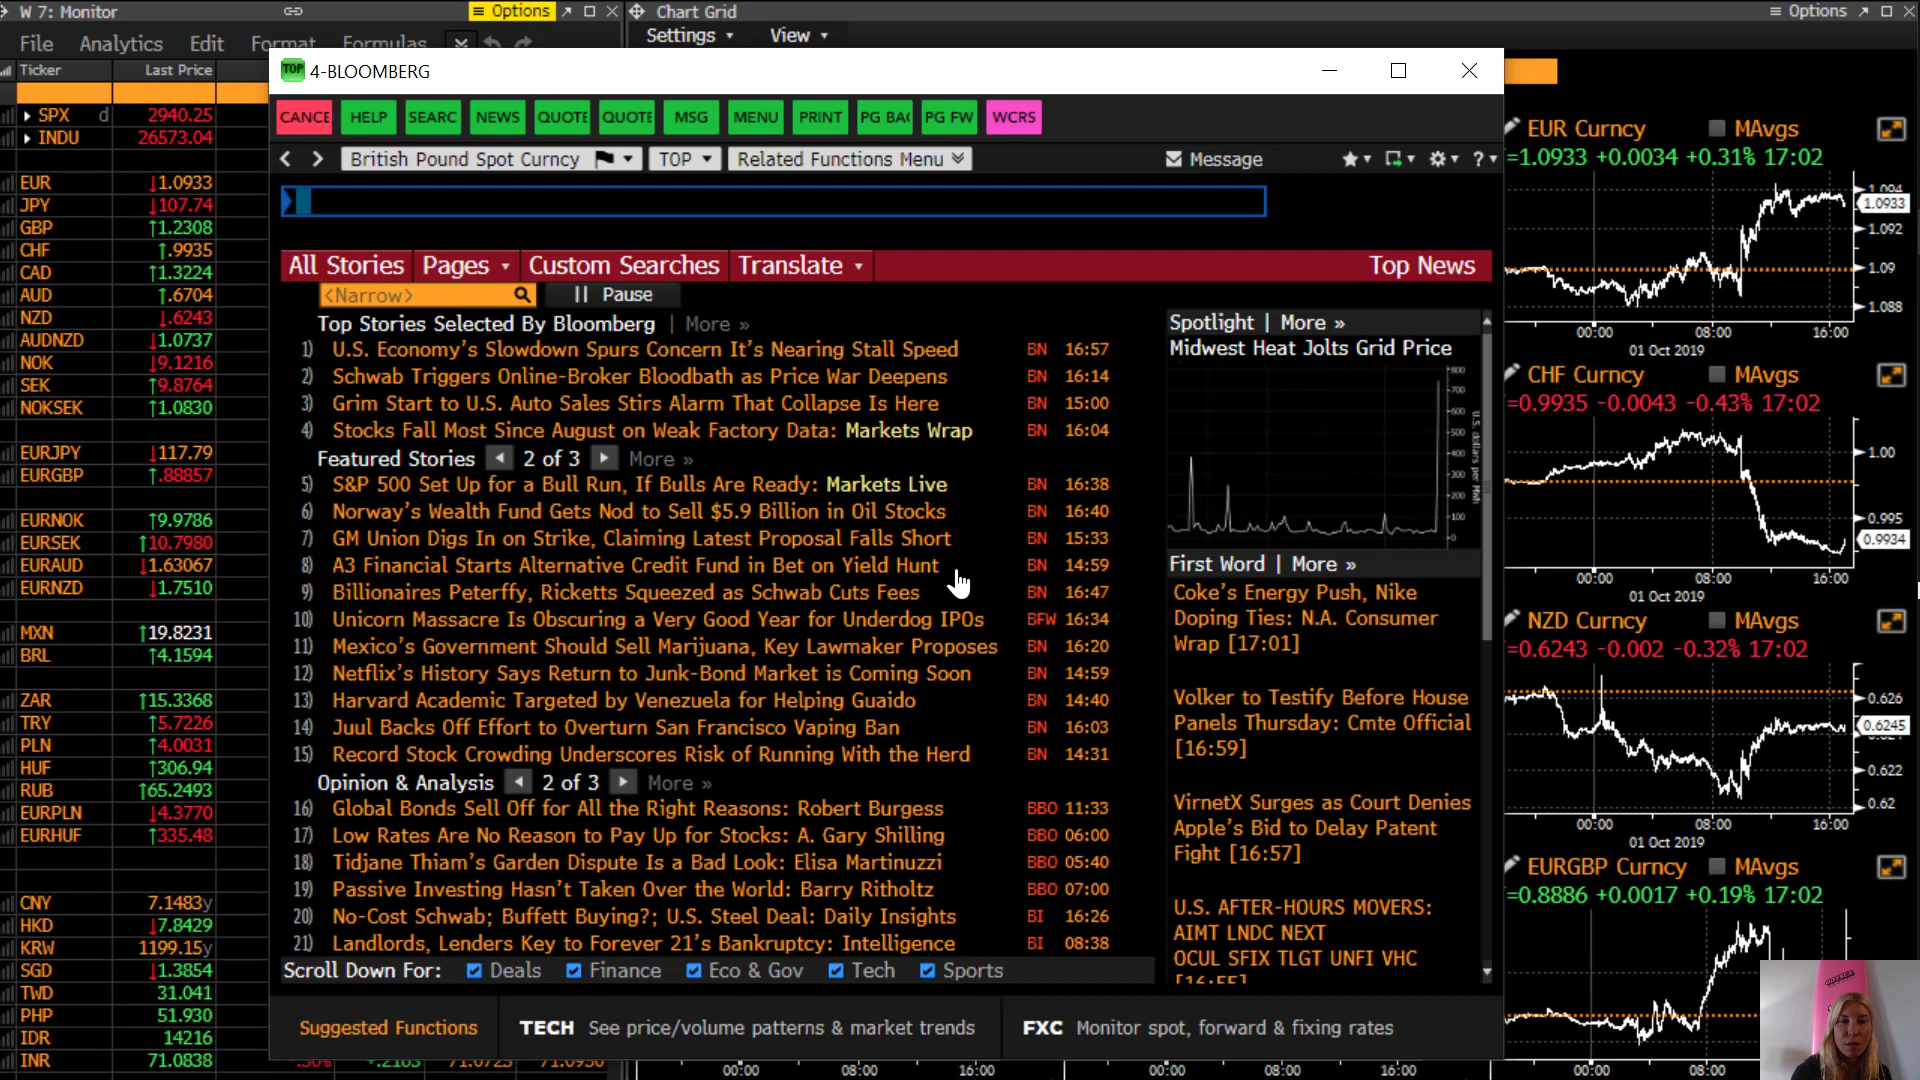 W 7: Monitor
Options
Chart Grid
Options
File Analytics Edit Format Formulas
Settings View
Ticker Last Price
SPX d 2940.25
INDU 26573.04
EUR ↓1.0933
JPY ↓107.74
GBP ↑1.2308
CHF ↑.9935
CAD ↑1.3224
AUD ↑.6704
NZD ↓.6243
AUDNZD ↓1.0737
NOK ↓9.1216
SEK ↑9.8764
NOKSEK ↑1.0830
EURJPY ↓117.79
EURGBP ↑.88857
EURNOK ↑9.9786
EURSEK ↑10.7980
EURAUD ↓1.63067
EURNZD ↓1.7510
MXN ↑19.8231
BRL ↑4.1594
ZAR ↑15.3368
TRY ↑5.7226
PLN ↑4.0031
HUF ↑306.94
RUB ↑65.2493
EURPLN ↓4.3770
EURHUF ↑335.48
CNY 7.1483y
HKD ↓7.8429
KRW 1199.15y
SGD ↓1.3854
TWD 31.041
PHP 51.930
IDR 14216
INR 71.0838
TOP 4-BLOOMBERG
CANCE HELP SEARC NEWS QUOTE QUOTE MSG MENU PRINT PG BAC PG FW WCRS
British Pound Spot Curncy TOP Related Functions Menu Message
All Stories Pages Custom Searches Translate Top News
<Narrow> Pause
Top Stories Selected By Bloomberg | More »
1) U.S. Economy's Slowdown Spurs Concern It's Nearing Stall Speed BN 16:57
2) Schwab Triggers Online-Broker Bloodbath as Price War Deepens BN 16:14
3) Grim Start to U.S. Auto Sales Stirs Alarm That Collapse Is Here BN 15:00
4) Stocks Fall Most Since August on Weak Factory Data: Markets Wrap BN 16:04
Featured Stories 2 of 3 More »
5) S&P 500 Set Up for a Bull Run, If Bulls Are Ready: Markets Live BN 16:38
6) Norway's Wealth Fund Gets Nod to Sell $5.9 Billion in Oil Stocks BN 16:40
7) GM Union Digs In on Strike, Claiming Latest Proposal Falls Short BN 15:33
8) A3 Financial Starts Alternative Credit Fund in Bet on Yield Hunt BN 14:59
9) Billionaires Peterffy, Ricketts Squeezed as Schwab Cuts Fees BN 16:47
10) Unicorn Massacre Is Obscuring a Very Good Year for Underdog IPOs BFW 16:34
11) Mexico's Government Should Sell Marijuana, Key Lawmaker Proposes BN 16:20
12) Netflix's History Says Return to Junk-Bond Market is Coming Soon BN 14:59
13) Harvard Academic Targeted by Venezuela for Helping Guaido BN 14:40
14) Juul Backs Off Effort to Overturn San Francisco Vaping Ban BN 16:03
15) Record Stock Crowding Underscores Risk of Running With the Herd BN 14:31
Opinion & Analysis 2 of 3 More »
16) Global Bonds Sell Off for All the Right Reasons: Robert Burgess BBO 11:33
17) Low Rates Are No Reason to Pay Up for Stocks: A. Gary Shilling BBO 06:00
18) Tidjane Thiam's Garden Dispute Is a Bad Look: Elisa Martinuzzi BBO 05:40
19) Passive Investing Hasn't Taken Over the World: Barry Ritholtz BBO 07:00
20) No-Cost Schwab; Buffett Buying?; U.S. Steel Deal: Daily Insights BI 16:26
21) Landlords, Lenders Key to Forever 21's Bankruptcy: Intelligence BI 08:38
Scroll Down For: Deals Finance Eco & Gov Tech Sports
Spotlight | More »
Midwest Heat Jolts Grid Price
800
700
600
500
400
300
200
100
0
U.S. dollars per MWh
First Word | More »
Coke's Energy Push, Nike
Doping Ties: N.A. Consumer
Wrap [17:01]
Volker to Testify Before House
Panels Thursday: Cmte Official
[16:59]
VirnetX Surges as Court Denies
Apple's Bid to Delay Patent
Fight [16:57]
U.S. AFTER-HOURS MOVERS:
AIMT LNDC NEXT
OCUL SFIX TLGT UNFI VHC
[16:55]
Suggested Functions TECH See price/volume patterns & market trends FXC Monitor spot, forward & fixing rates
00:00 08:00 16:00 00:00 08:00 16:00
EUR Curncy MAvgs
=1.0933 +0.0034 +0.31% 17:02
1.094
1.0933
1.092
1.09
1.088
00:00 08:00 16:00
01 Oct 2019
CHF Curncy MAvgs
=0.9935 -0.0043 -0.43% 17:02
1.00
0.995
0.9934
00:00 08:00 16:00
01 Oct 2019
NZD Curncy MAvgs
=0.6243 -0.002 -0.32% 17:02
0.626
0.6245
0.622
0.62
00:00 08:00 16:00
01 Oct 2019
EURGBP Curncy MAvgs
=0.8886 +0.0017 +0.19% 17:02
00:00 08:00